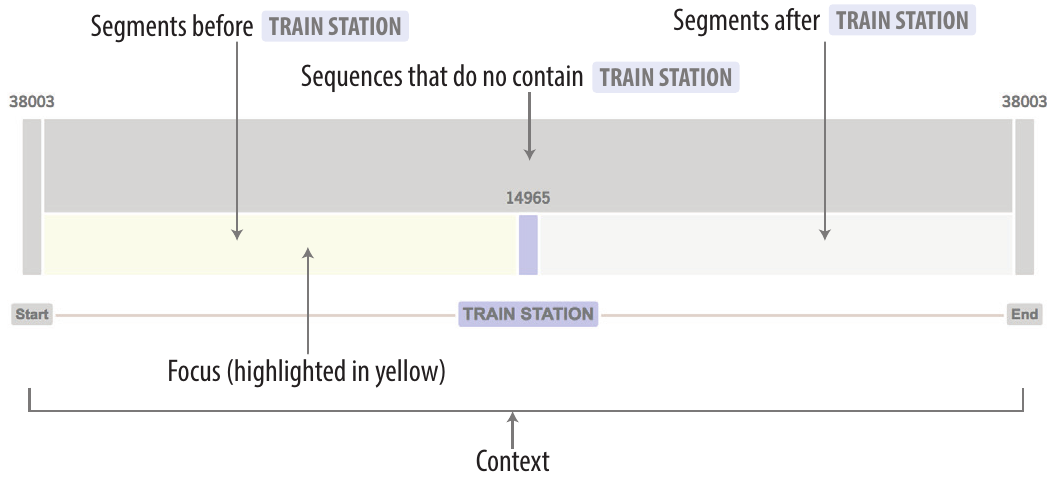 Segments before TRAIN STATION
Segments after TRAIN STATION
Sequences that do no contain TRAIN STATION
38003
38003
14965
Start
TRAIN STATION
End
Focus (highlighted in yellow)
Context